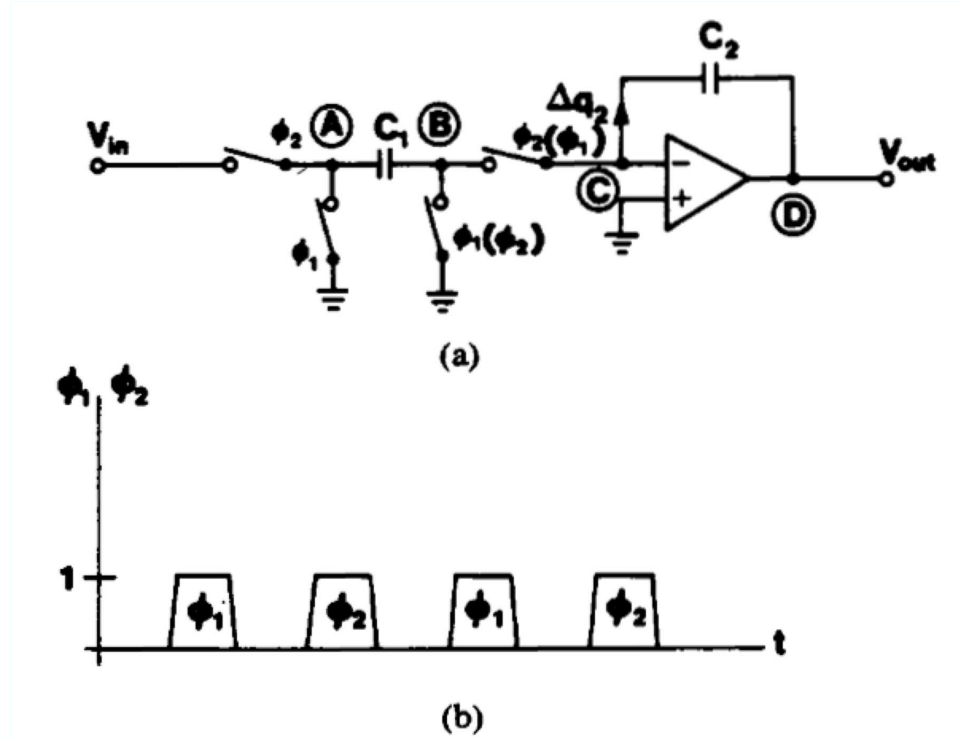 C₂
Δq₂
V_in ϕ₂ A C₁ B ϕ₂(ϕ₁) − V_out
C +
D
ϕ₁ ϕ₁(ϕ₂)
(a)
ϕ₁ ϕ₂
1 ϕ₁ ϕ₂ ϕ₁ ϕ₂
t
(b)